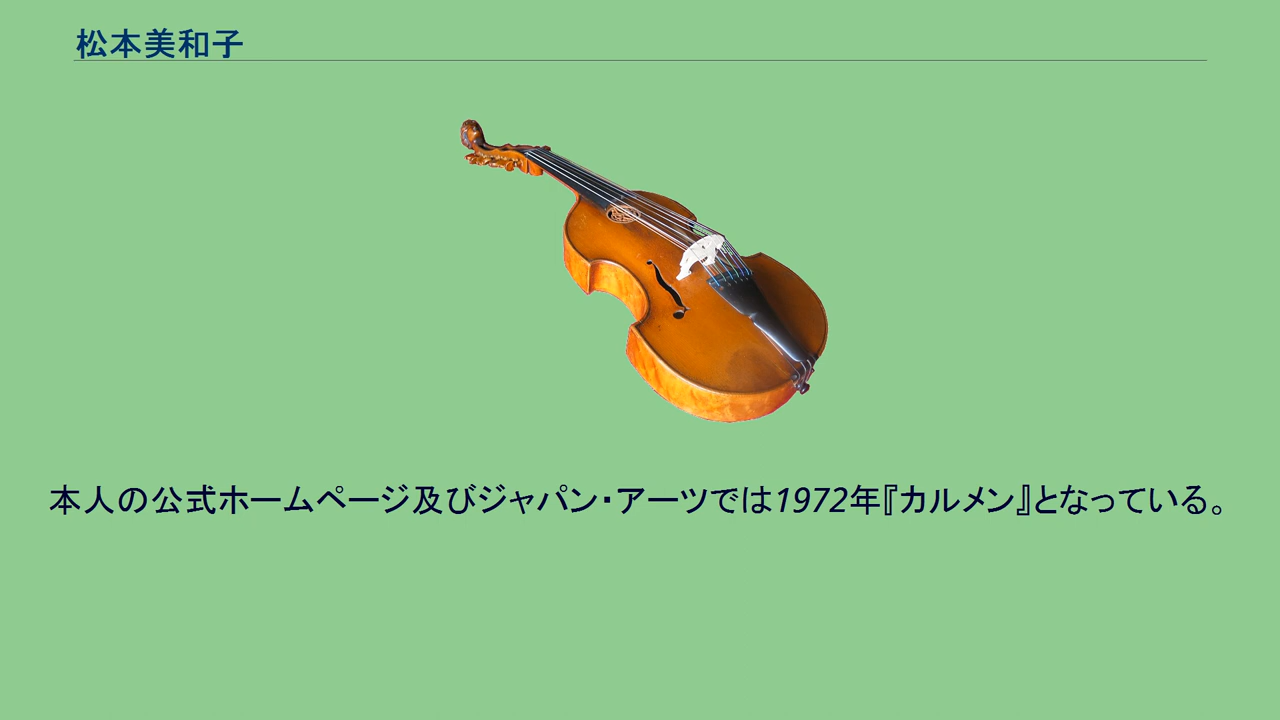 松本美和子
本人の公式ホームページ及びジャパン・アーツでは1972年『カルメン』となっている。